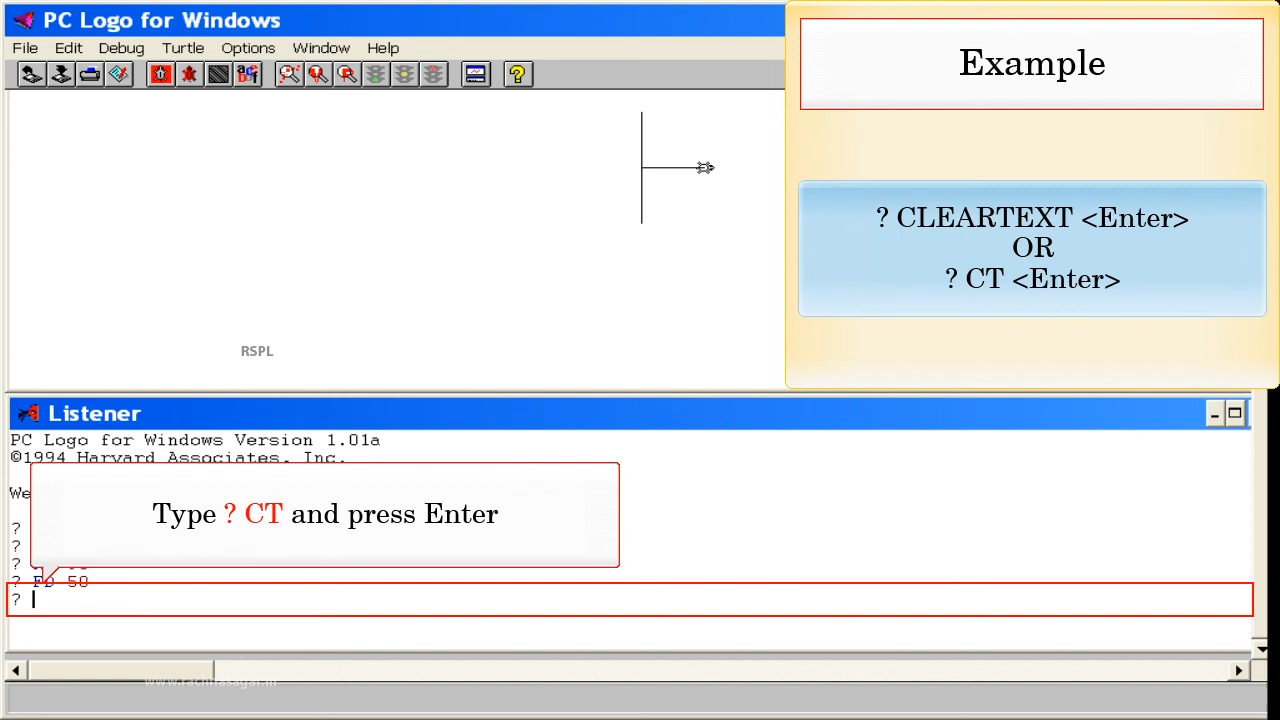 PC Logo for Windows
File Edit Debug Turtle Options Window Help
Example
? CLEARTEXT <Enter>
OR
? CT <Enter>
RSPL
Listener
PC Logo for Windows Version 1.01a
©1994 Harvard Associates, Inc.
We
Type ? CT and press Enter
?
?
?
? FD 50
?